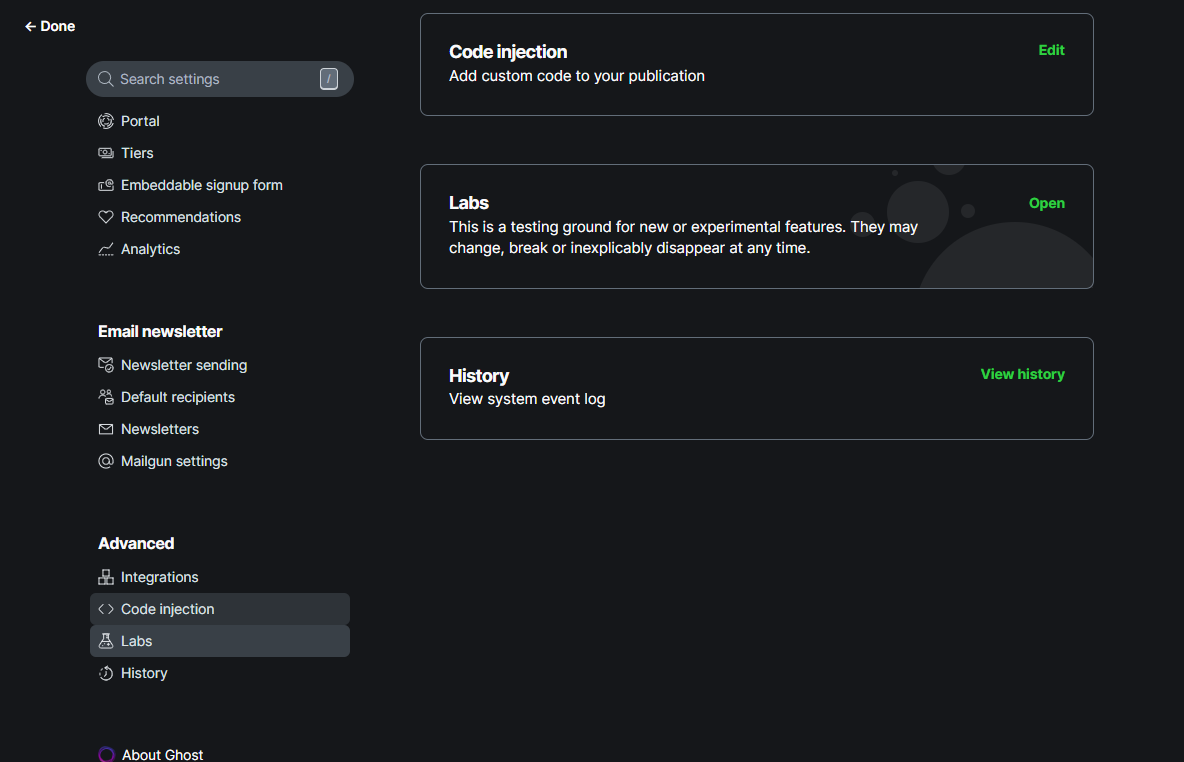 ← Done
Search settings /
Portal
Tiers
Embeddable signup form
Recommendations
Analytics
Email newsletter
Newsletter sending
Default recipients
Newsletters
Mailgun settings
Advanced
Integrations
Code injection
Labs
History
About Ghost
Code injection
Edit
Add custom code to your publication
Labs
Open
This is a testing ground for new or experimental features. They may
change, break or inexplicably disappear at any time.
History
View history
View system event log